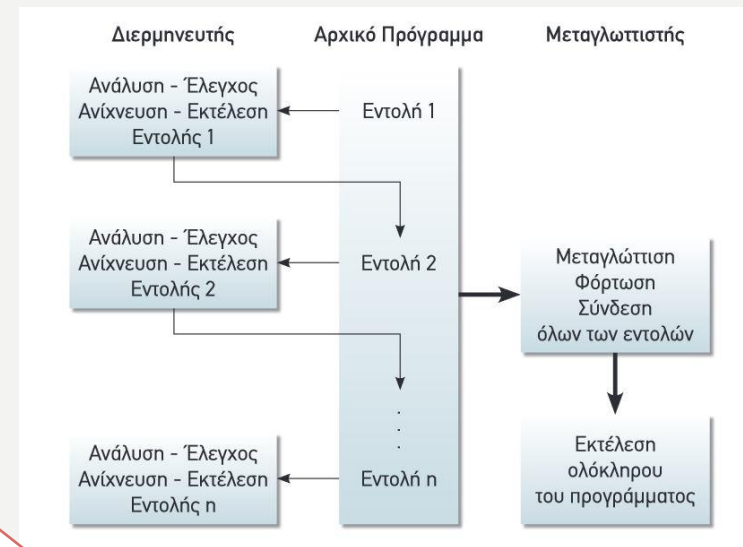 Διερμηνευτής
Αρχικό Πρόγραμμα
Μεταγλωττιστής
Ανάλυση - Έλεγχος
Ανίχνευση - Εκτέλεση
Εντολής 1
Εντολή 1
Ανάλυση - Έλεγχος
Ανίχνευση - Εκτέλεση
Εντολής 2
Εντολή 2
Μεταγλώττιση
Φόρτωση
Σύνδεση
όλων των εντολών
.
.
.
Ανάλυση - Έλεγχος
Ανίχνευση - Εκτέλεση
Εντολής n
Εντολή n
Εκτέλεση
ολόκληρου
του προγράμματος